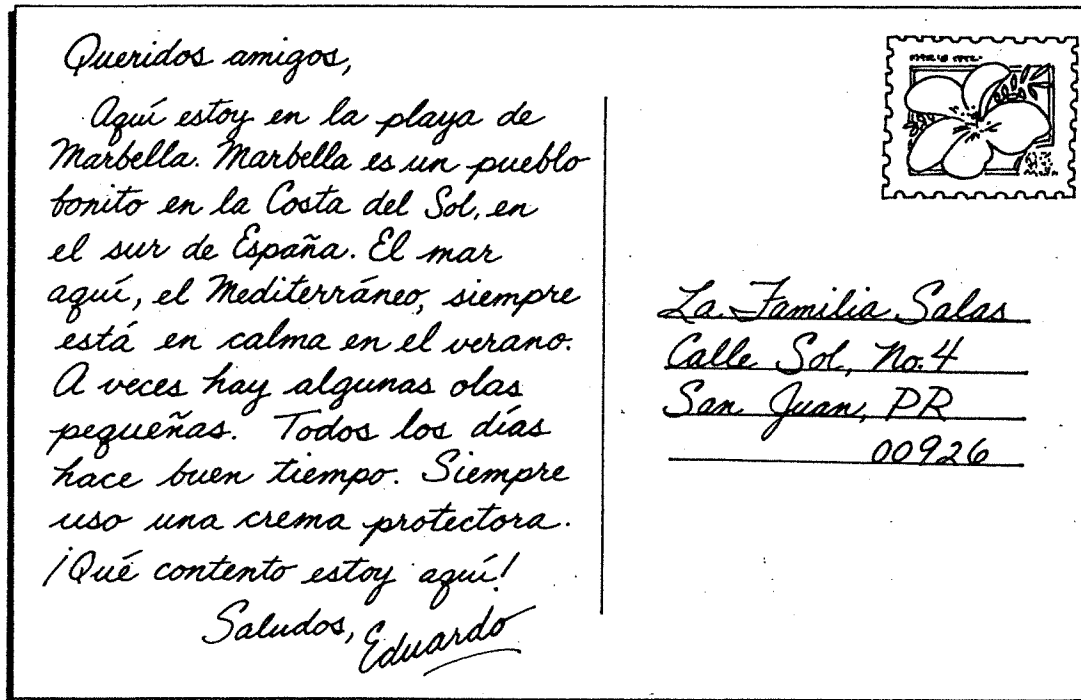 Queridos amigos,
Aquí estoy en la playa de
Marbella. Marbella es un pueblo
bonito en la Costa del Sol, en
el sur de España. El mar
aquí, el Mediterráneo, siempre
está en calma en el verano.
A veces hay algunas olas
pequeñas. Todos los días
hace buen tiempo. Siempre
uso una crema protectora.
¡Qué contento estoy aquí!
Saludos, Eduardo
La Familia Salas
Calle Sol, No. 4
San Juan, PR
00926